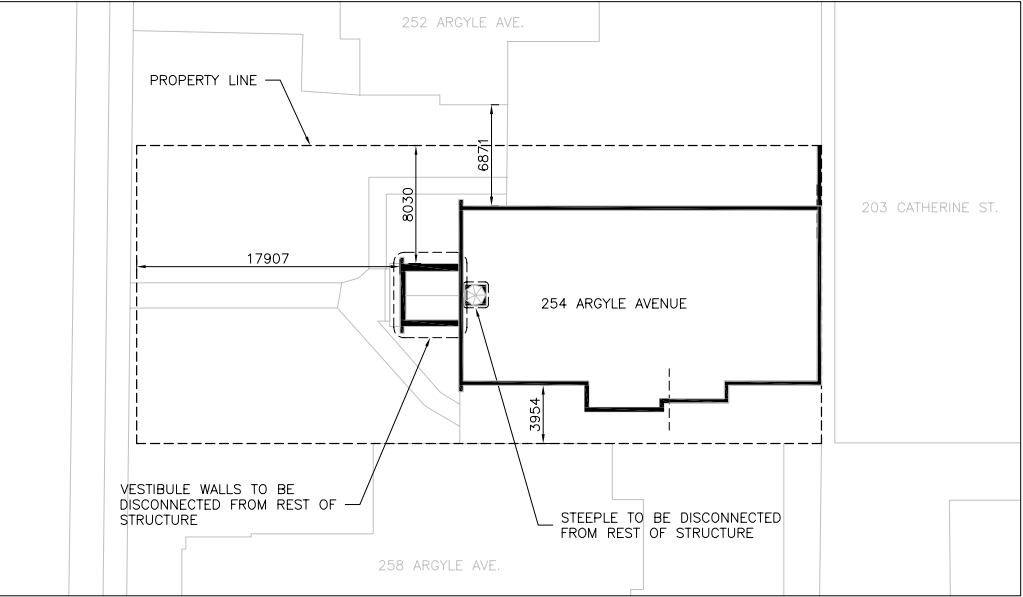 252 ARGYLE AVE.
PROPERTY LINE
6871
8030
203 CATHERINE ST.
17907
254 ARGYLE AVENUE
3954
VESTIBULE WALLS TO BE
DISCONNECTED FROM REST OF
STRUCTURE
STEEPLE TO BE DISCONNECTED
FROM REST OF STRUCTURE
258 ARGYLE AVE.